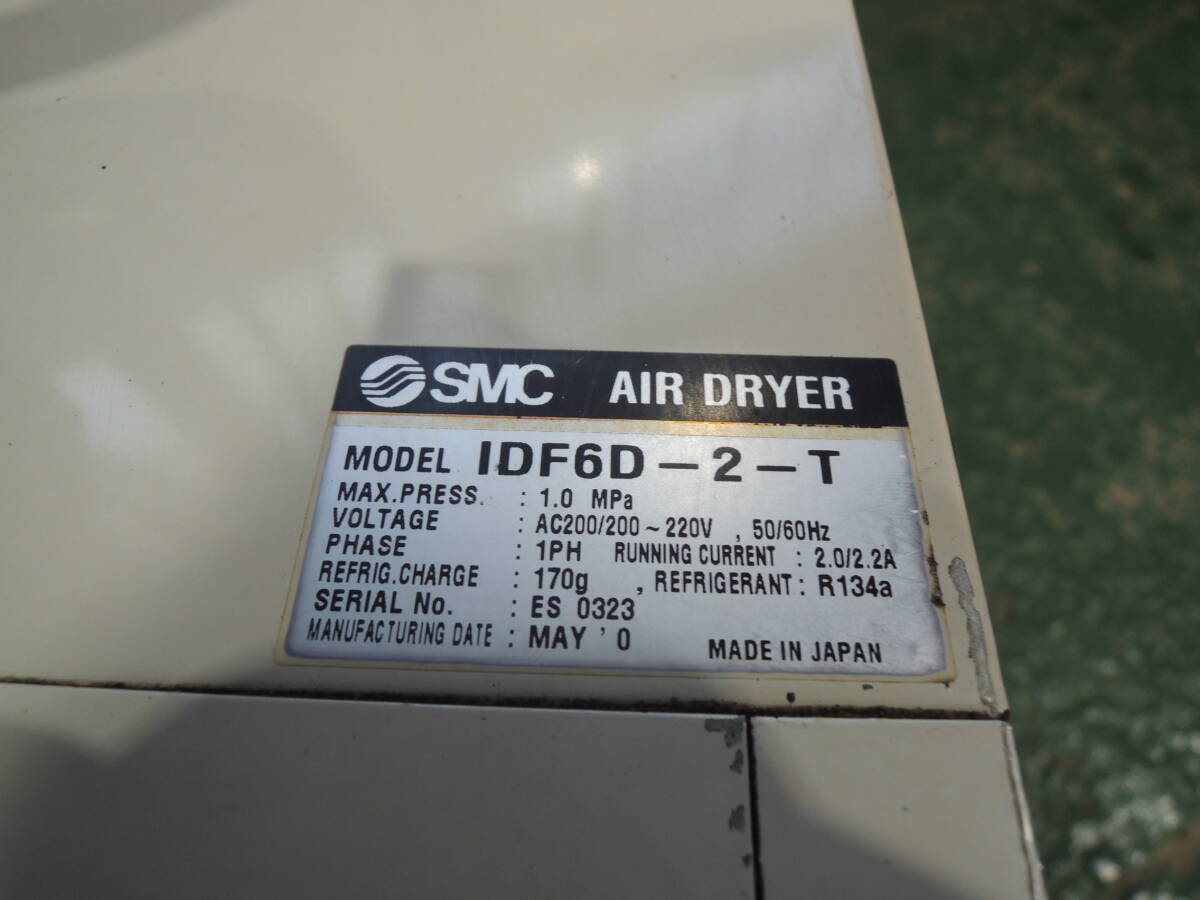 SMC AIR DRYER
MODEL IDF6D-2-T
MAX.PRESS. : 1.0 MPa
VOLTAGE : AC200/200~220V , 50/60Hz
PHASE : 1PH RUNNING CURRENT : 2.0/2.2A
REFRIG.CHARGE : 170g , REFRIGERANT : R134a
SERIAL No. : ES 0323
MANUFACTURING DATE : MAY '0
MADE IN JAPAN